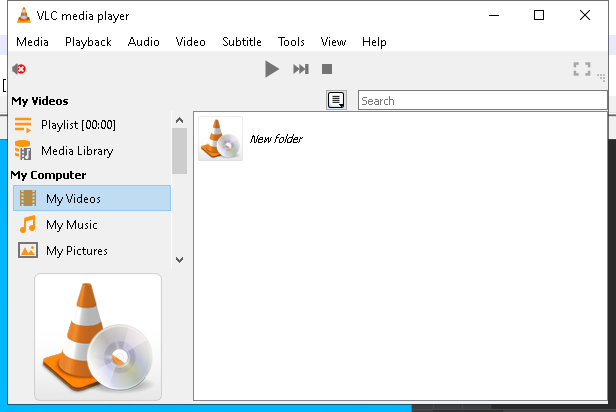 VLC media player
Media Playback Audio Video Subtitle Tools View Help
My Videos
Search
Playlist [00:00]
New folder
Media Library
My Computer
My Videos
My Music
My Pictures